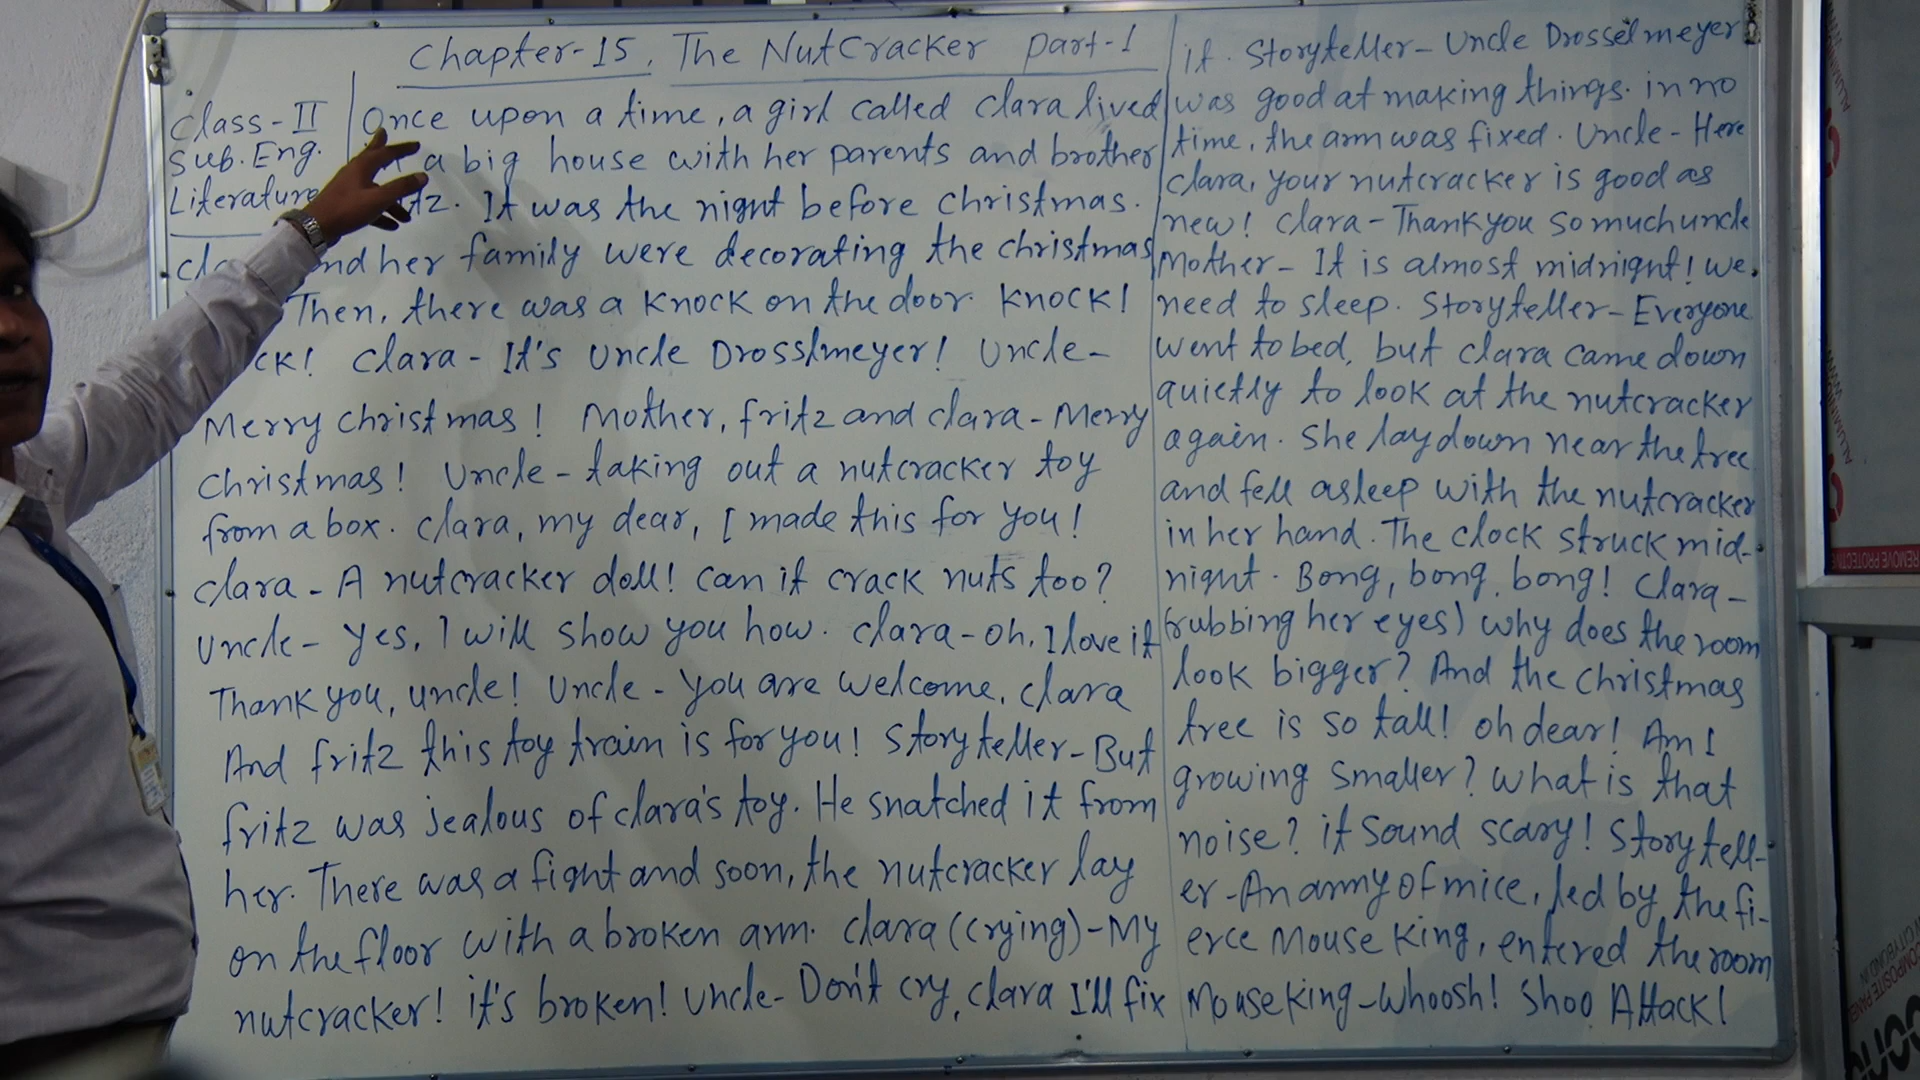 Chapter-15, The NutCracker part-1
Class-II
Sub. Eng.
Literature
Once upon a time, a girl called clara lived
a big house with her parents and brother
tz. It was the night before christmas.
cla nd her family were decorating the christmas
Then, there was a knock on the door. knock!
ck! Clara - It's uncle Drosslmeyer! Uncle-
Merry christmas! Mother, fritz and clara - Merry
christmas! Uncle - taking out a nutcracker toy
from a box. clara, my dear, I made this for you!
clara - A nutcracker doll! can it crack nuts too?
uncle - yes, I will show you how. clara - oh, I love it
Thank you, uncle! Uncle - you are welcome, clara
And fritz this toy train is for you! Storyteller - But
fritz was jealous of clara's toy. He snatched it from
her. There was a fight and soon, the nutcracker lay
on the floor with a broken arm. clara (crying) - My
nutcracker! it's broken! uncle - Don't cry, clara I'll fix
it. Storyteller - Uncle Drosselmeyer
was good at making things. in no
time, the arm was fixed. Uncle - Here
clara, your nutcracker is good as
new! clara - Thank you so much uncle
Mother - It is almost midnight! we
need to sleep. Storyteller - Everyone
went to bed, but clara came down
quietly to look at the nutcracker
again. She lay down near the tree
and fell asleep with the nutcracker
in her hand. The clock struck mid-
night. Bong, bong, bong! Clara -
(rubbing her eyes) why does the room
look bigger? And the christmas
tree is so tall! oh dear! Am I
growing smaller? what is that
noise? it sound scary! Storytell-
er - An army of mice, led by the fi-
erce Mouse King, entered the room
Mouse King - Whoosh! Shoo Attack!